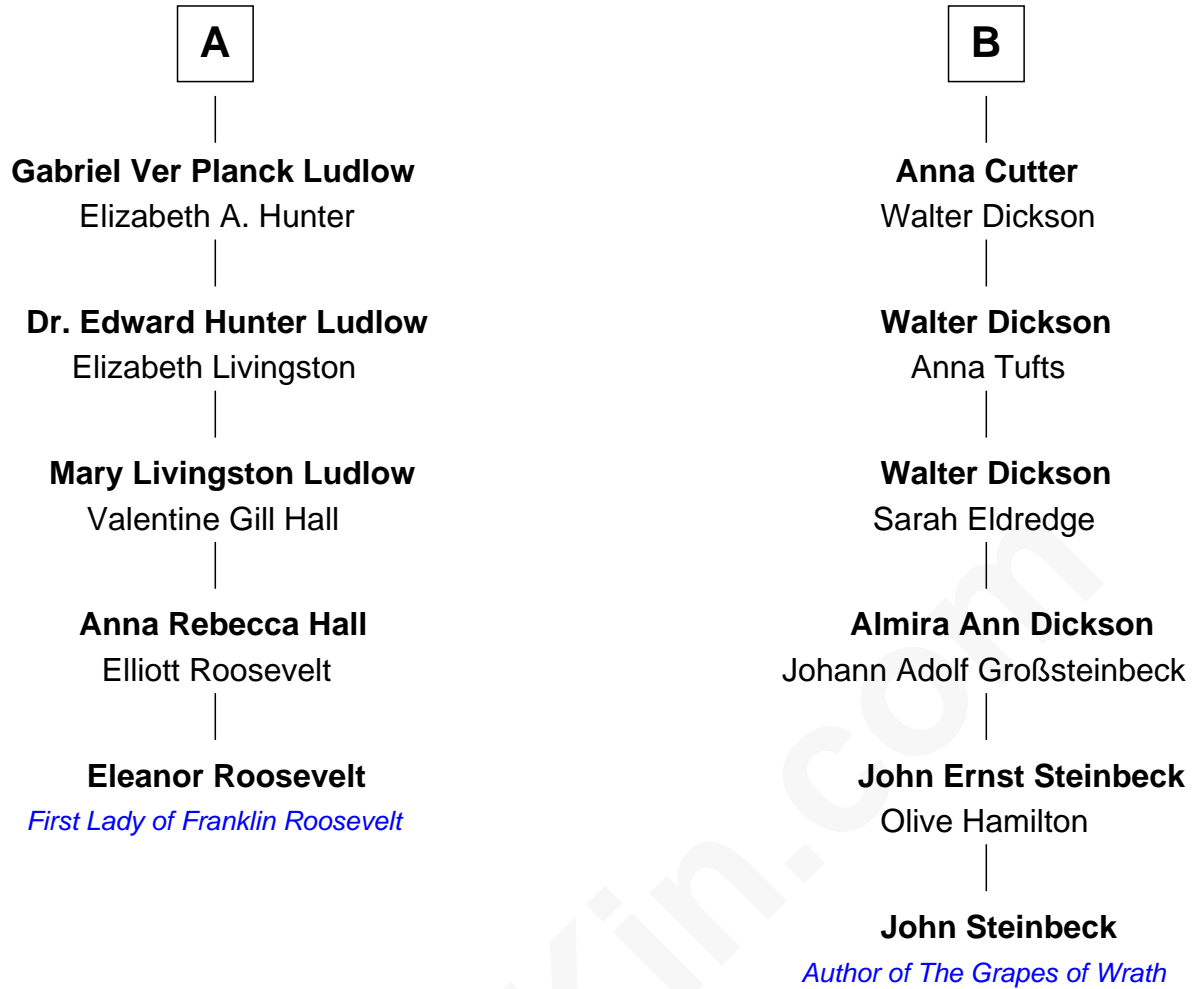 A
Gabriel Ver Planck Ludlow
Elizabeth A. Hunter
Dr. Edward Hunter Ludlow
Elizabeth Livingston
Mary Livingston Ludlow
Valentine Gill Hall
Anna Rebecca Hall
Elliott Roosevelt
Eleanor Roosevelt
First Lady of Franklin Roosevelt
B
Anna Cutter
Walter Dickson
Walter Dickson
Anna Tufts
Walter Dickson
Sarah Eldredge
Almira Ann Dickson
Johann Adolf Großsteinbeck
John Ernst Steinbeck
Olive Hamilton
John Steinbeck
Author of The Grapes of Wrath